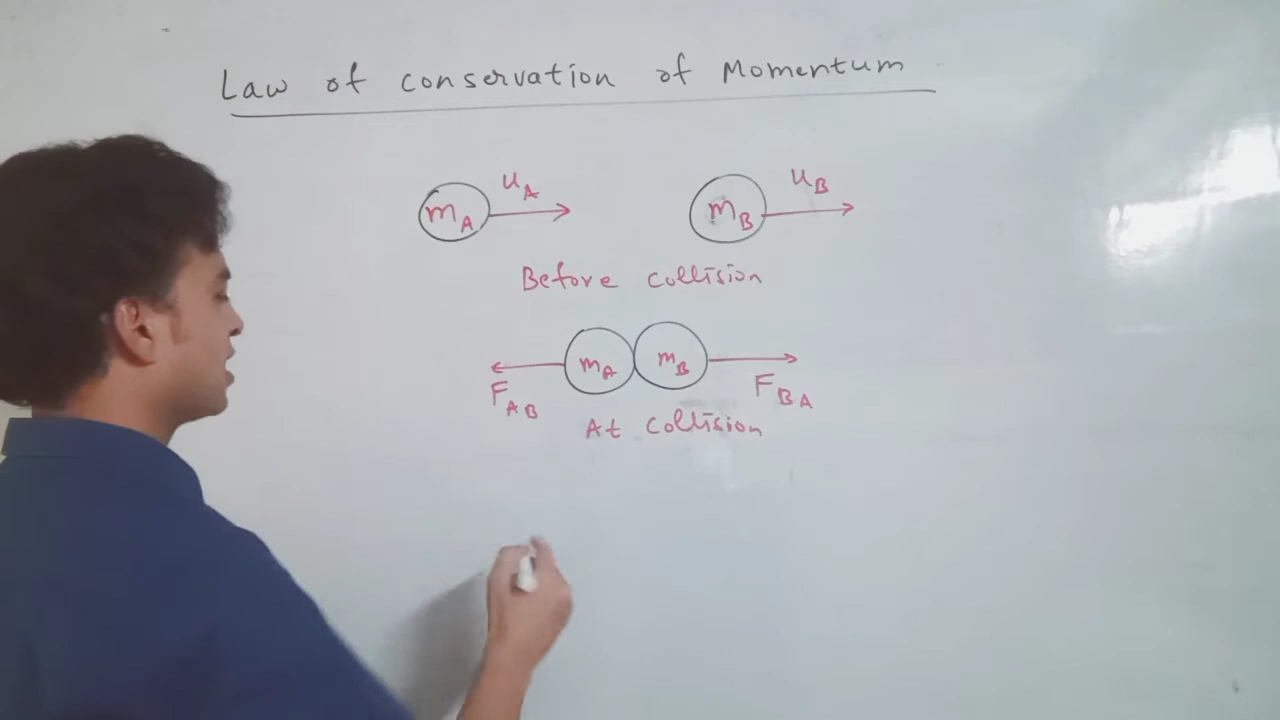 Law of conservation of Momentum
mA uA mB uB
Before collision
mA mB
FAB FBA
At collision